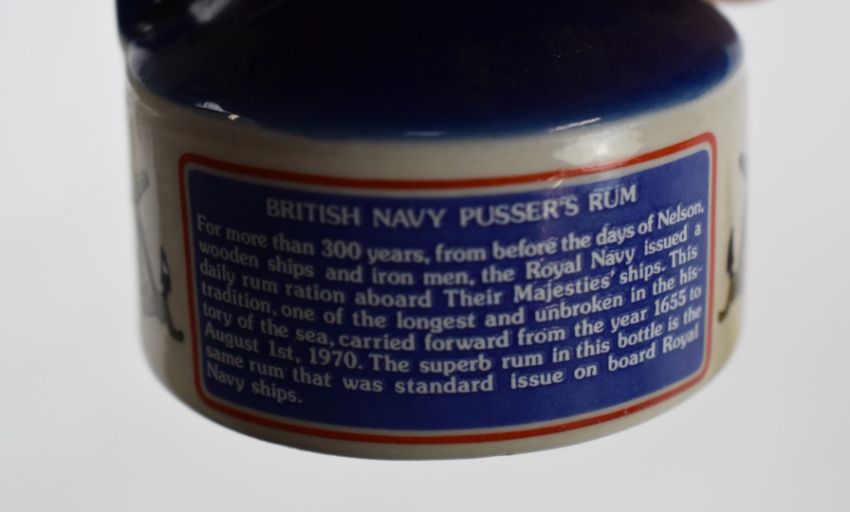 BRITISH NAVY PUSSER'S RUM
For more than 300 years, from before the days of Nelson,
wooden ships and iron men, the Royal Navy issued a
daily rum ration aboard Their Majesties' ships. This
tradition, one of the longest and unbroken in the his-
tory of the sea, carried forward from the year 1655 to
August 1st, 1970. The superb rum in this bottle is the
same rum that was standard issue on board Royal
Navy ships.